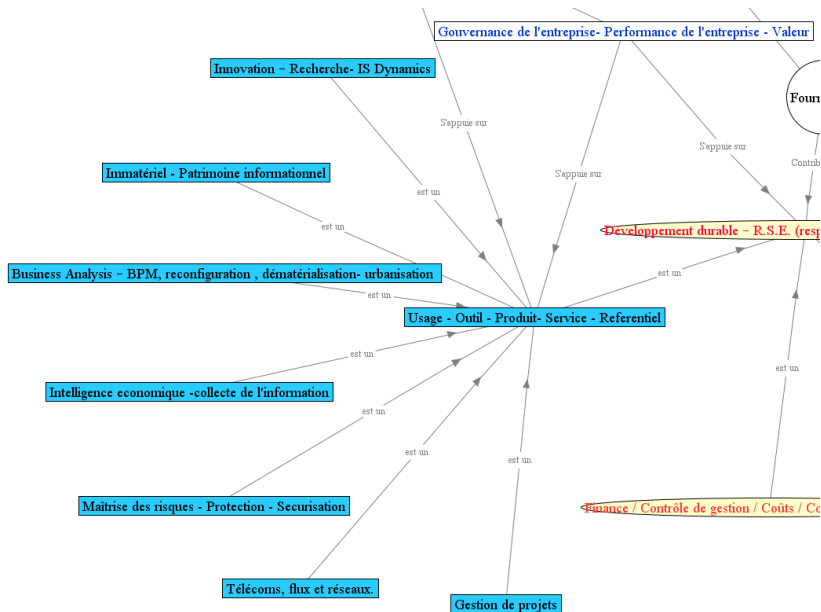 Gouvernance de l'entreprise- Performance de l'entreprise - Valeur
Innovation – Recherche- IS Dynamics
Fourn
S'appuie sur
S'appuie sur
Contrib
S'appuie sur
Immatériel - Patrimoine informationnel
est un
est un
Développement durable – R.S.E. (resp
Business Analysis – BPM, reconfiguration , dématérialisation- urbanisation
est un
est un
Usage - Outil - Produit- Service - Referentiel
est un
est un
Intelligence economique -collecte de l'information
est un
est un
est un
Maîtrise des risques - Protection - Securisation
Finance / Contrôle de gestion / Coûts / Co
Télécoms, flux et réseaux.
Gestion de projets